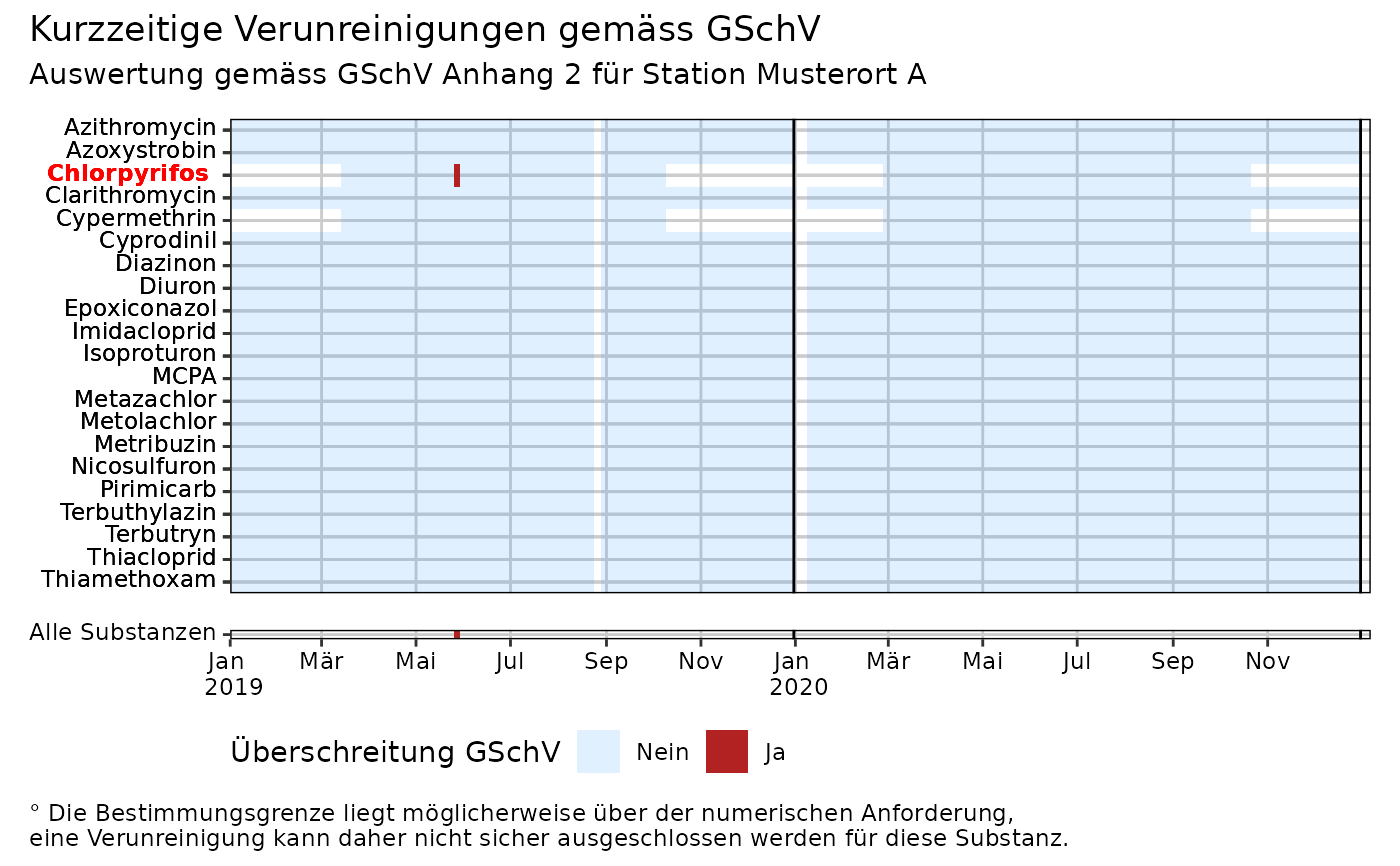 Kurzzeitige Verunreinigungen gemäss GSchV
Auswertung gemäss GSchV Anhang 2 für Station Musterort A
Azithromycin
Azoxystrobin
Chlorpyrifos
Clarithromycin
Cypermethrin
Cyprodinil
Diazinon
Diuron
Epoxiconazol
Imidacloprid
Isoproturon
MCPA
Metazachlor
Metolachlor
Metribuzin
Nicosulfuron
Pirimicarb
Terbuthylazin
Terbutryn
Thiacloprid
Thiamethoxam
Alle Substanzen
Jan Mär Mai Jul Sep Nov Jan Mär Mai Jul Sep Nov
2019 2020
Überschreitung GSchV Nein Ja
° Die Bestimmungsgrenze liegt möglicherweise über der numerischen Anforderung,
eine Verunreinigung kann daher nicht sicher ausgeschlossen werden für diese Substanz.